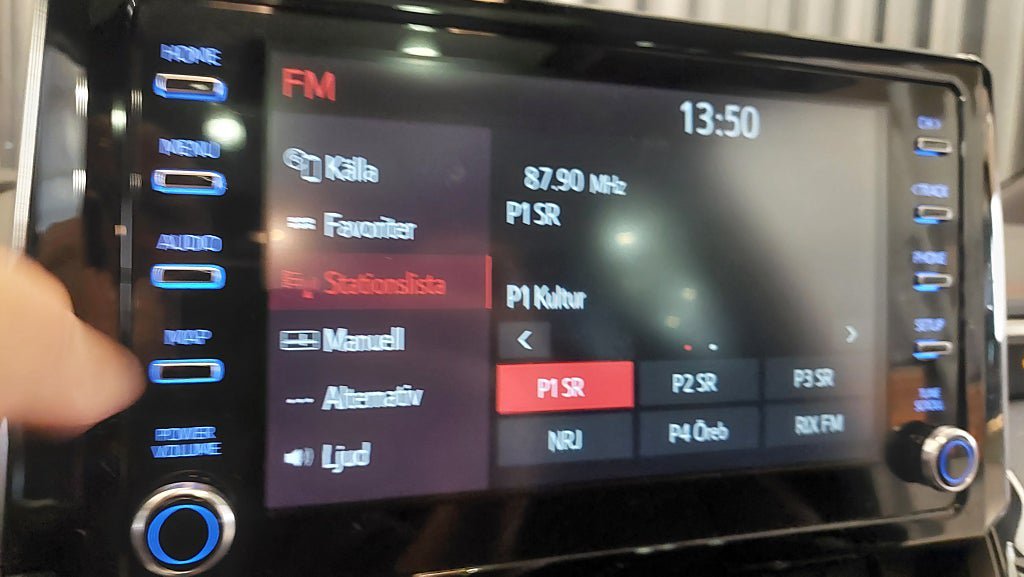 HOME
MENU
AUDIO
MAP
POWER
VOLUME
FM
13:50
Källa
Favoriter
Stationslista
Manuell
Alternativ
Ljud
87.90 MHz
P1 SR
P1 Kultur
P1 SR
P2 SR
P3 SR
NRJ
P4 Öreb
RIX FM
TRACK
PHONE
SETUP